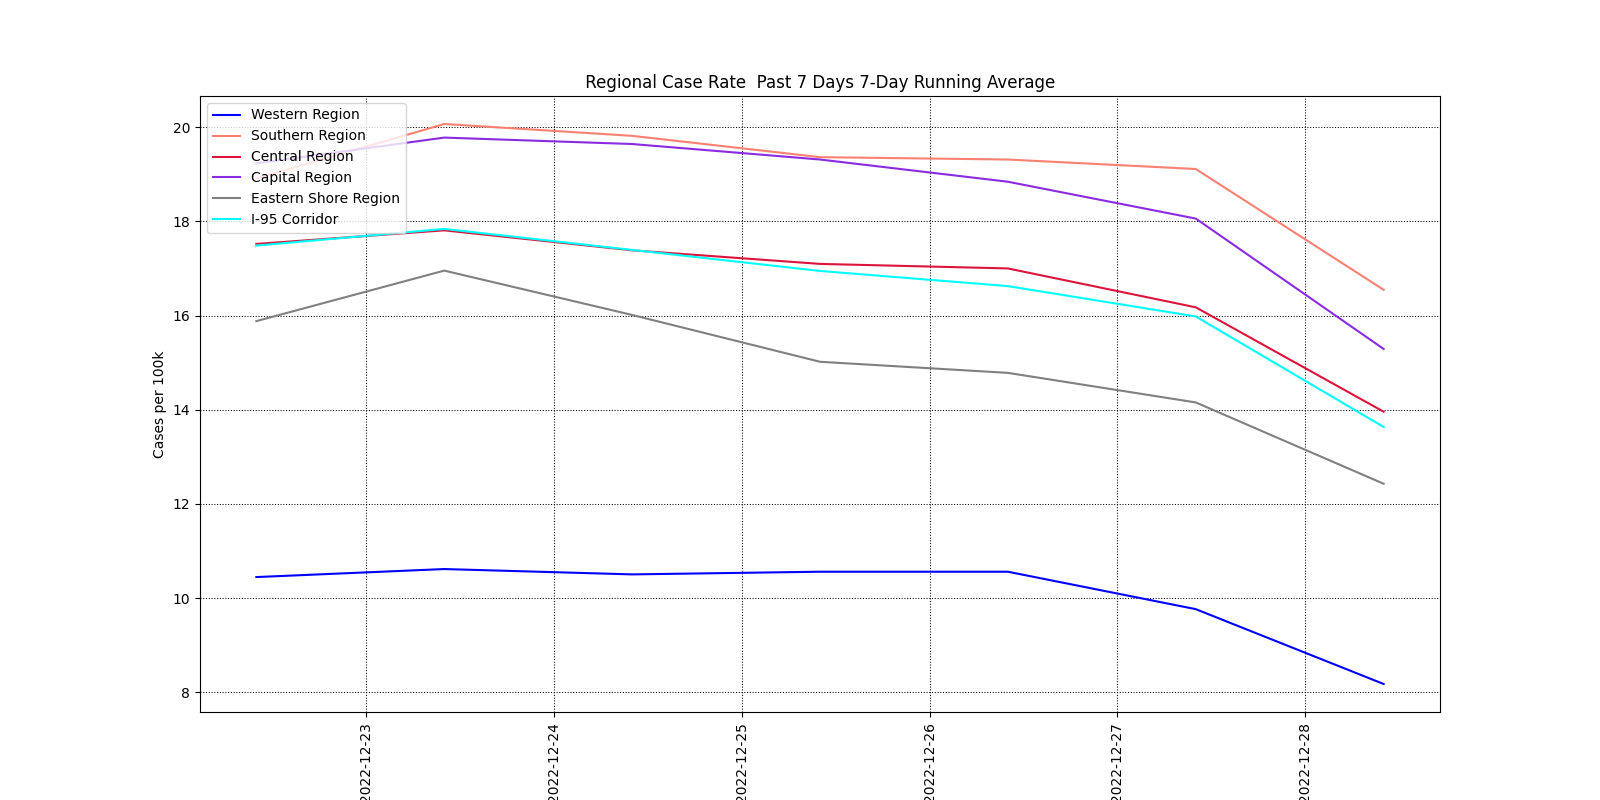 Regional Case Rate  Past 7 Days 7-Day Running Average
Western Region
Southern Region
Central Region
Capital Region
Eastern Shore Region
I-95 Corridor
Cases per 100k
20
18
16
14
12
10
8
2022-12-23
2022-12-24
2022-12-25
2022-12-26
2022-12-27
2022-12-28